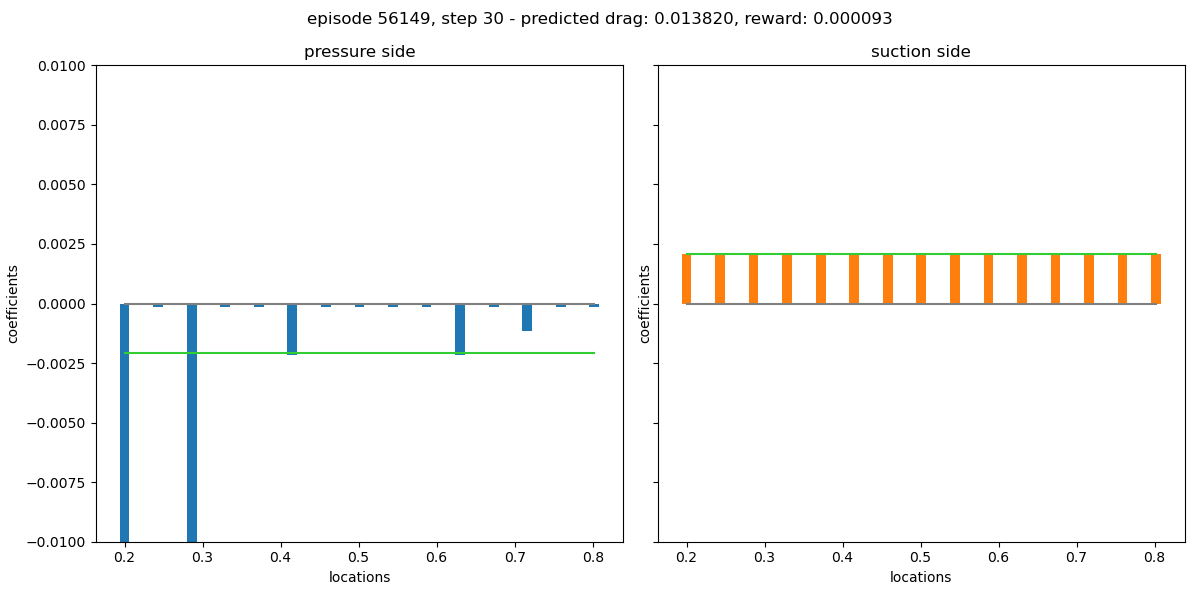 episode 56149, step 30 - predicted drag: 0.013820, reward: 0.000093
pressure side
suction side
0.0100
0.0075
0.0050
0.0025
0.0000
−0.0025
−0.0050
−0.0075
−0.0100
coefficients
coefficients
0.2 0.3 0.4 0.5 0.6 0.7 0.8
0.2 0.3 0.4 0.5 0.6 0.7 0.8
locations
locations